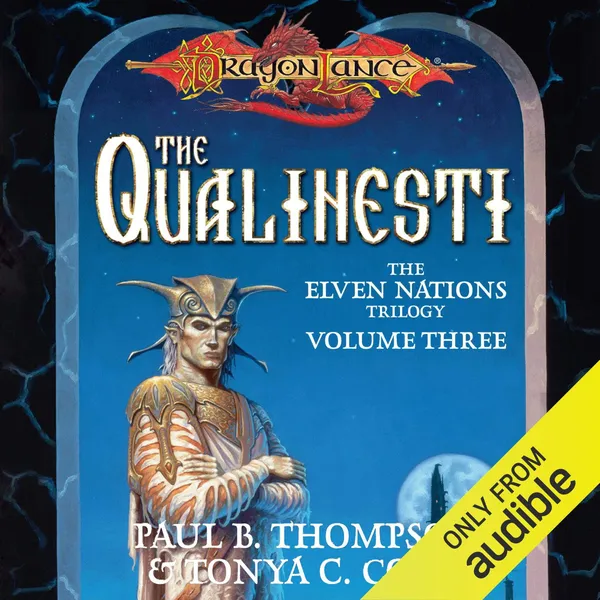 DRAGONLANCE®
THE
QUALINESTI
THE
ELVEN NATIONS
TRILOGY
VOLUME THREE
ONLY FROM
audible
PAUL B.
& TONYA C.